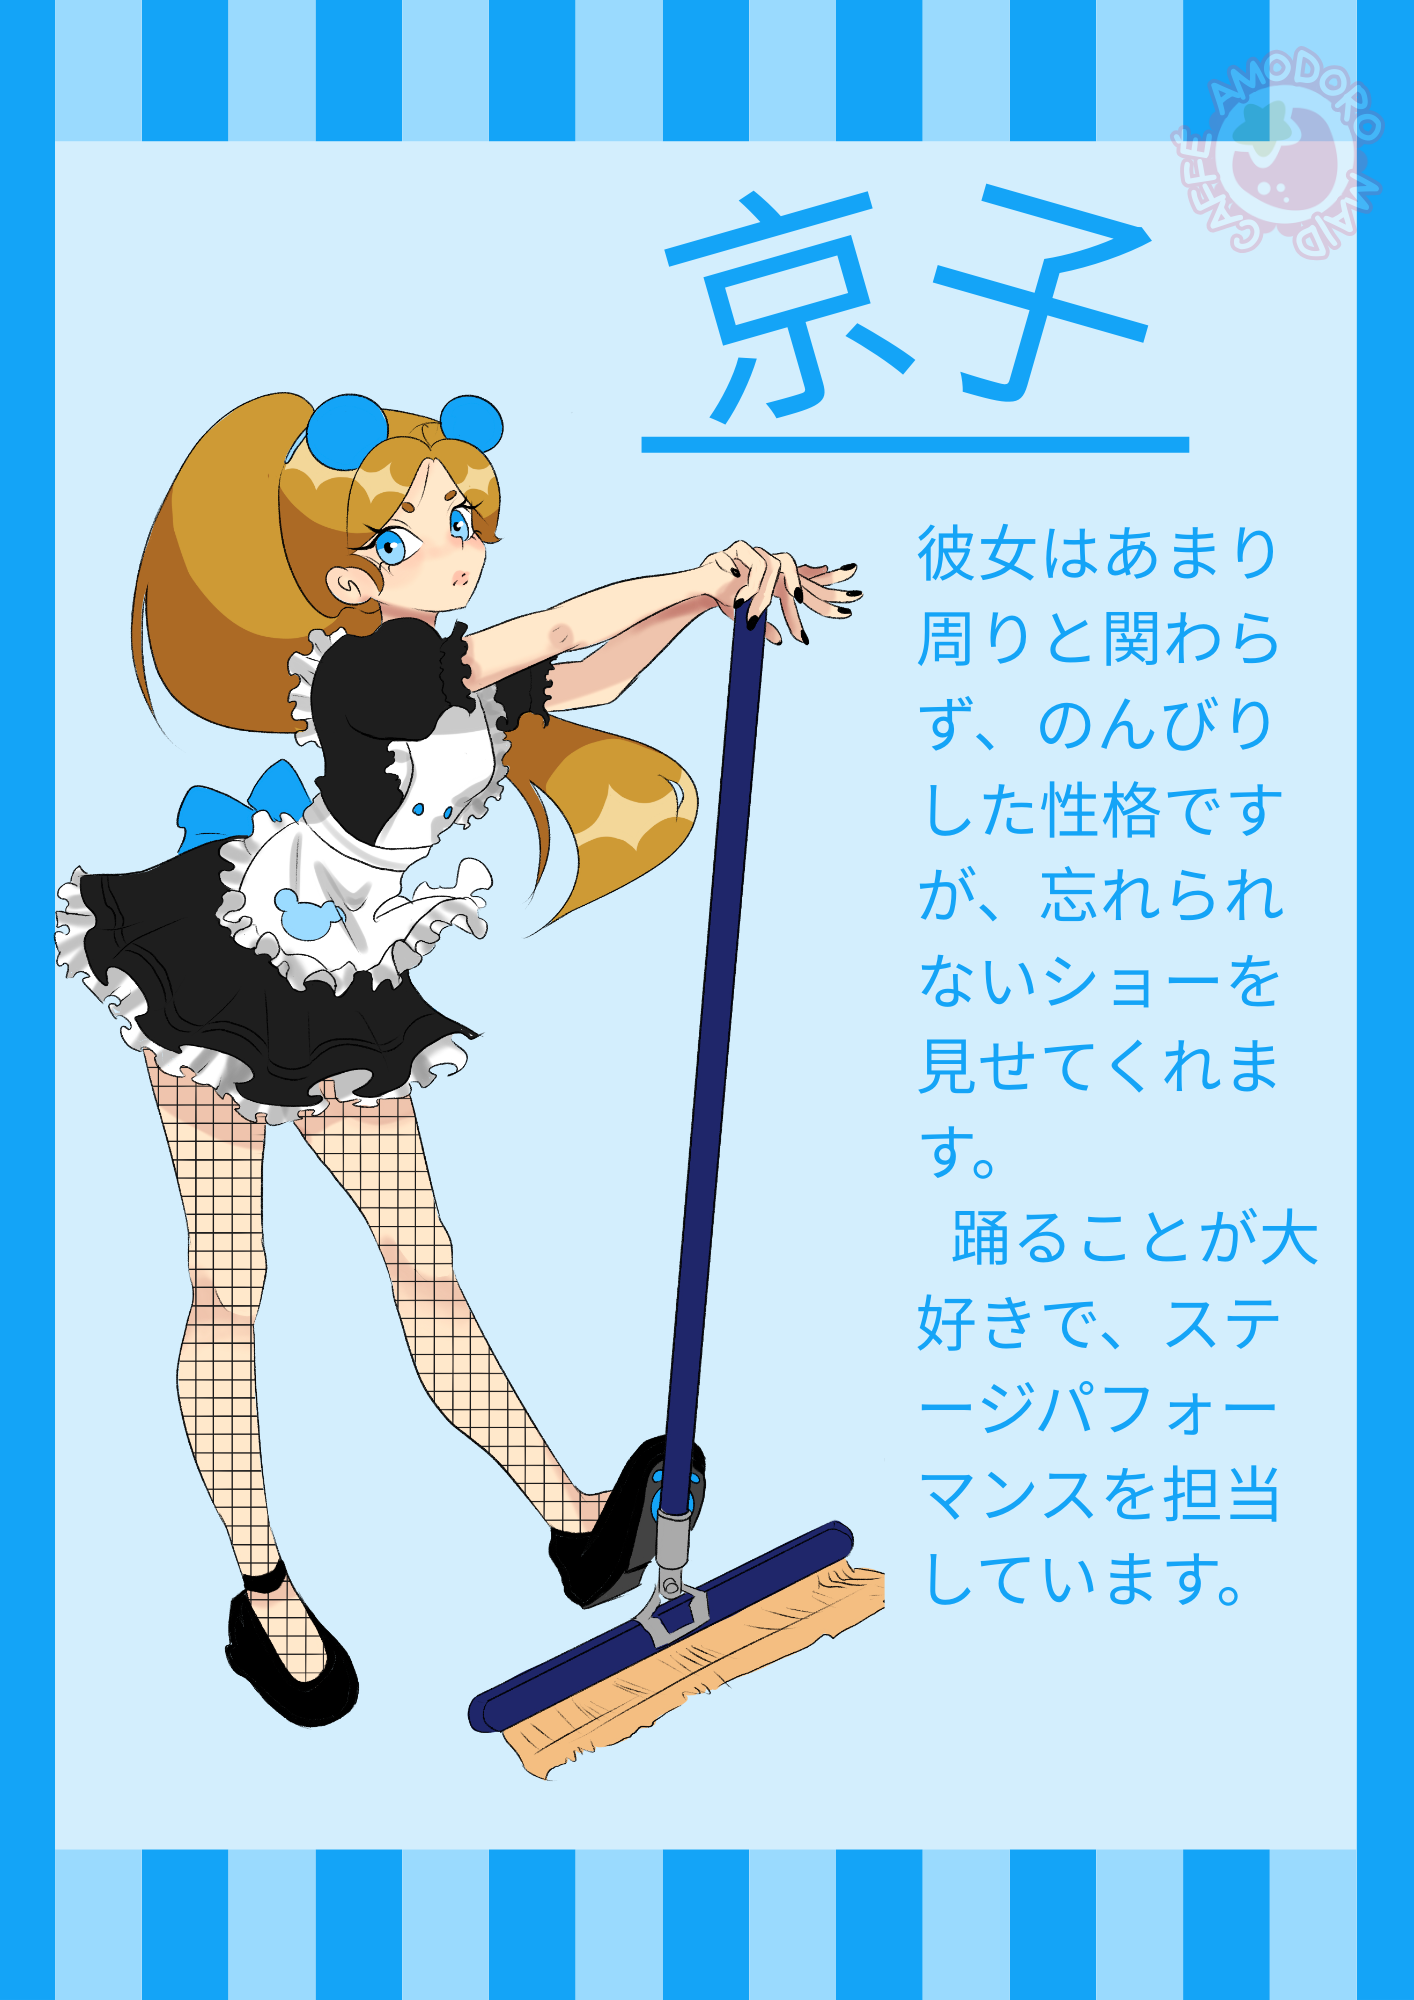 AMODORO MAID CAFFÉ
京子
彼女はあまり
周りと関わら
ず、のんびり
した性格です
が、忘れられ
ないショーを
見せてくれま
す。
踊ることが大
好きで、ステ
ージパフォー
マンスを担当
しています。